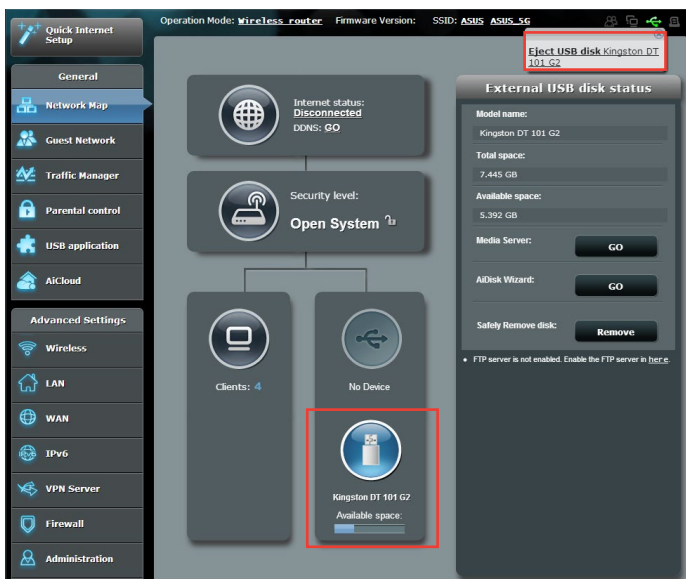 Operation Mode: Wireless router Firmware Version: SSID: ASUS ASUS_5G
Quick Internet
Setup
Eject USB disk Kingston DT
101 G2
General
Network Map
Guest Network
Traffic Manager
Parental control
USB application
AiCloud
Advanced Settings
Wireless
LAN
WAN
IPv6
IPv6
VPN Server
Firewall
Administration
Internet status:
Disconnected
DDNS: GO
Security level:
Open System
Clients: 4
No Device
Kingston DT 101 G2
Available space:
External USB disk status
Model name:
Kingston DT 101 G2
Total space:
7.445 GB
Available space:
5.392 GB
Media Server: GO
AiDisk Wizard: GO
Safely Remove disk: Remove
FTP server is not enabled. Enable the FTP server in here.